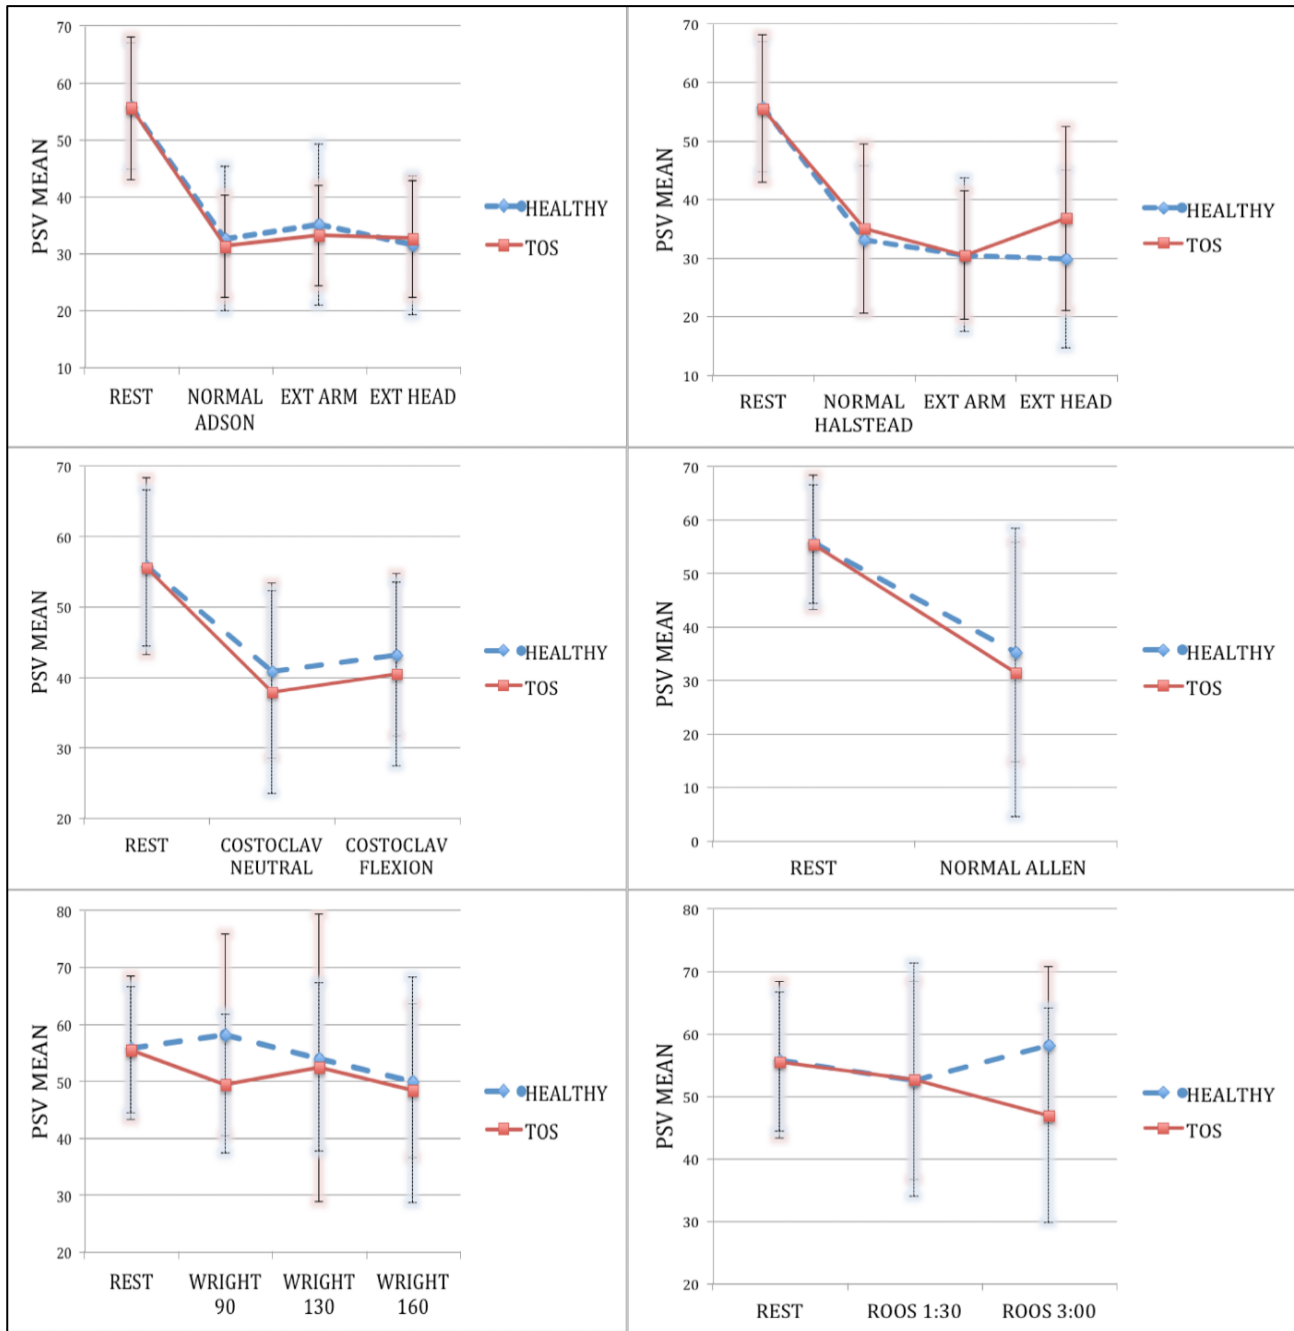 70
60
50
40
30
20
10
PSV MEAN
REST
NORMAL
ADSON
EXT ARM
EXT HEAD
HEALTHY
TOS
70
60
50
40
30
20
10
PSV MEAN
REST
NORMAL
HALSTEAD
EXT ARM
EXT HEAD
HEALTHY
TOS
70
60
50
40
30
20
PSV MEAN
REST
COSTOCLAV
NEUTRAL
COSTOCLAV
FLEXION
HEALTHY
TOS
70
60
50
40
30
20
10
0
PSV MEAN
REST
NORMAL ALLEN
HEALTHY
TOS
80
70
60
50
40
30
20
PSV MEAN
REST
WRIGHT
90
WRIGHT
130
WRIGHT
160
HEALTHY
TOS
80
70
60
50
40
30
20
PSV MEAN
REST
ROOS 1:30
ROOS 3:00
HEALTHY
TOS